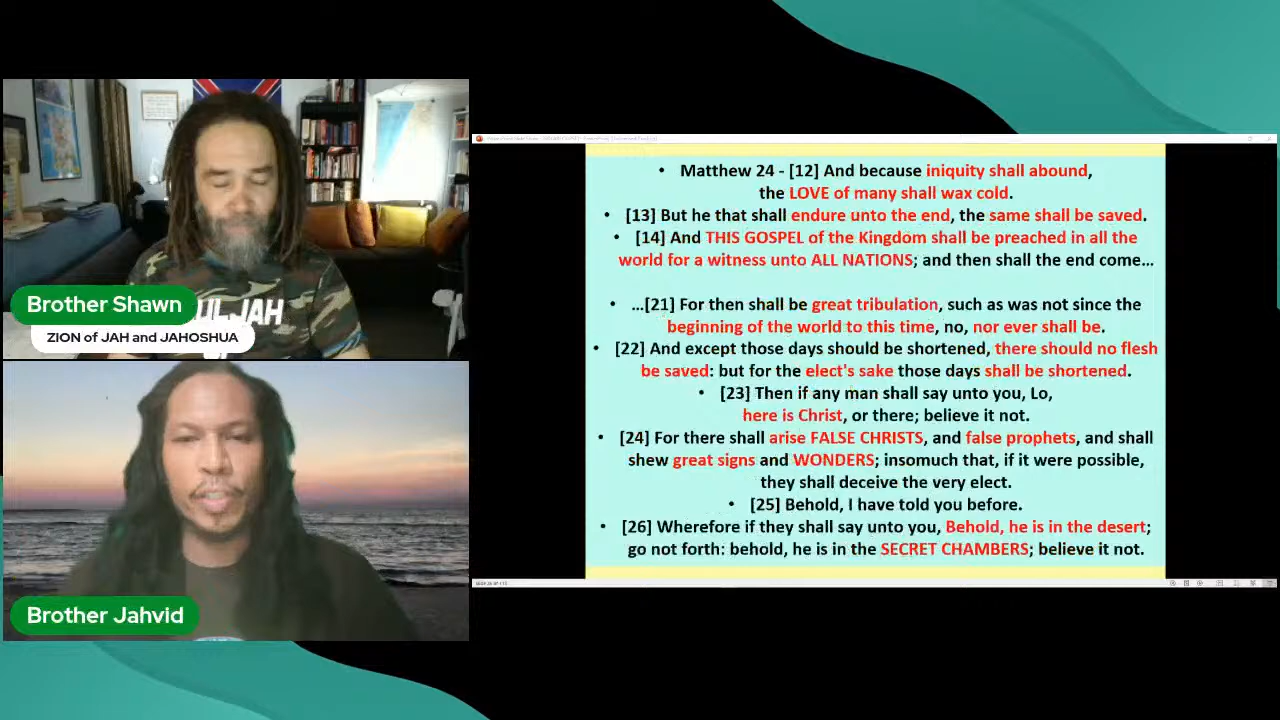 Brother Shawn
ZION of JAH and JAHOSHUA
Brother Jahvid
• Matthew 24 - [12] And because iniquity shall abound,
the LOVE of many shall wax cold.
• [13] But he that shall endure unto the end, the same shall be saved.
• [14] And THIS GOSPEL of the Kingdom shall be preached in all the
world for a witness unto ALL NATIONS; and then shall the end come…
• …[21] For then shall be great tribulation, such as was not since the
beginning of the world to this time, no, nor ever shall be.
• [22] And except those days should be shortened, there should no flesh
be saved: but for the elect's sake those days shall be shortened.
• [23] Then if any man shall say unto you, Lo,
here is Christ, or there; believe it not.
• [24] For there shall arise FALSE CHRISTS, and false prophets, and shall
shew great signs and WONDERS; insomuch that, if it were possible,
they shall deceive the very elect.
• [25] Behold, I have told you before.
• [26] Wherefore if they shall say unto you, Behold, he is in the desert;
go not forth: behold, he is in the SECRET CHAMBERS; believe it not.